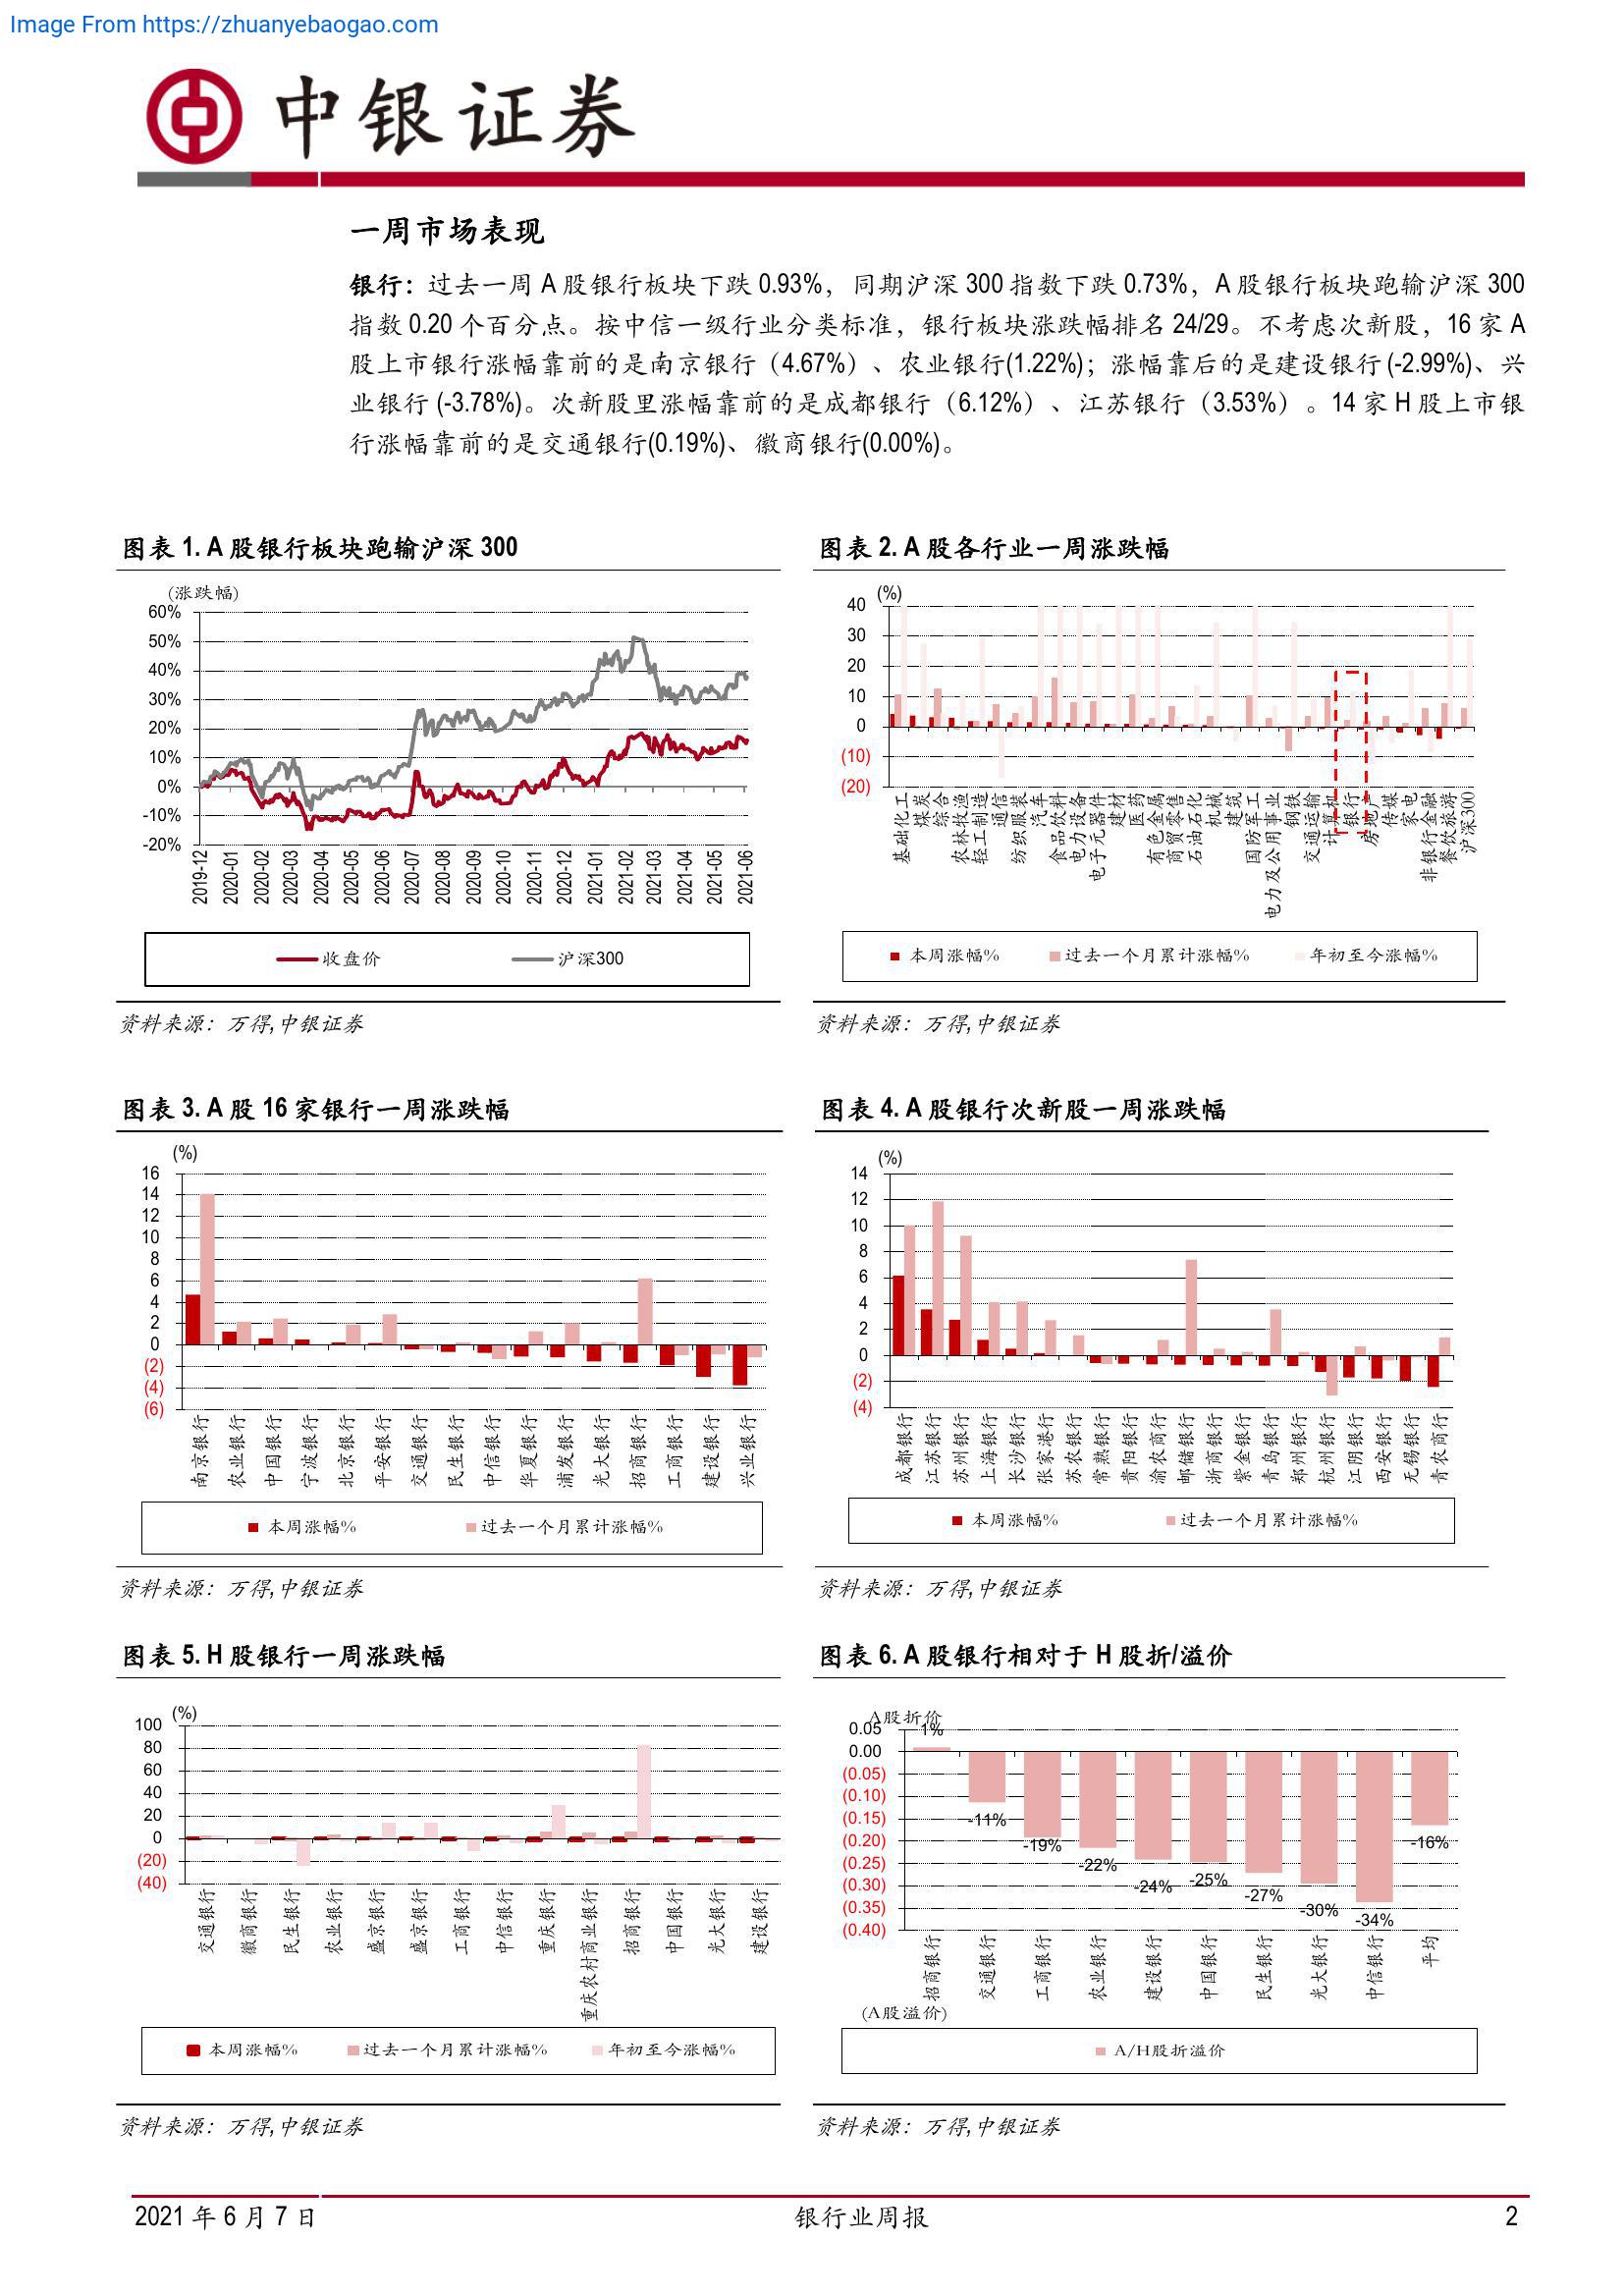 Image From https://zhuanyebaogao.com
中银证券
一周市场表现
银行：过去一周 A 股银行板块下跌 0.93%，同期沪深 300 指数下跌 0.73%，A 股银行板块跑输沪深 300
指数 0.20 个百分点。按中信一级行业分类标准，银行板块涨跌幅排名 24/29。不考虑次新股，16 家 A
股上市银行涨幅靠前的是南京银行（4.67%）、农业银行(1.22%)；涨幅靠后的是建设银行 (-2.99%)、兴
业银行 (-3.78%)。次新股里涨幅靠前的是成都银行（6.12%）、江苏银行（3.53%）。14 家 H 股上市银
行涨幅靠前的是交通银行(0.19%)、徽商银行(0.00%)。
图表 1. A 股银行板块跑输沪深 300
(涨跌幅)
60%
50%
40%
30%
20%
10%
0%
-10%
-20%
2019-12
2020-01
2020-02
2020-03
2020-04
2020-05
2020-06
2020-07
2020-08
2020-09
2020-10
2020-11
2020-12
2021-01
2021-02
2021-03
2021-04
2021-05
2021-06
收盘价
沪深300
资料来源：万得,中银证券
图表 2. A 股各行业一周涨跌幅
(%)
40
30
20
10
0
(10)
(20)
基础化工
煤炭
综合
农林牧渔
轻工制造
通信
纺织服装
汽车
食品饮料
电力设备
电子元器件
建材
医药
有色金属
商贸零售
石油石化
机械
建筑
国防军工
电力及公用事业
钢铁
交通运输
计算机
银行
房地产
传媒
家电
非银行金融
餐饮旅游
沪深300
本周涨幅%
过去一个月累计涨幅%
年初至今涨幅%
资料来源：万得,中银证券
图表 3. A 股 16 家银行一周涨跌幅
(%)
16
14
12
10
8
6
4
2
0
(2)
(4)
(6)
南京银行
农业银行
中国银行
宁波银行
北京银行
平安银行
交通银行
民生银行
中信银行
华夏银行
浦发银行
光大银行
招商银行
工商银行
建设银行
兴业银行
本周涨幅%
过去一个月累计涨幅%
资料来源：万得,中银证券
图表 4. A 股银行次新股一周涨跌幅
(%)
14
12
10
8
6
4
2
0
(2)
(4)
成都银行
江苏银行
苏州银行
上海银行
长沙银行
张家港行
苏农银行
常熟银行
贵阳银行
渝农商行
邮储银行
浙商银行
紫金银行
青岛银行
郑州银行
杭州银行
江阴银行
西安银行
无锡银行
青农商行
本周涨幅%
过去一个月累计涨幅%
资料来源：万得,中银证券
图表 5. H 股银行一周涨跌幅
(%)
100
80
60
40
20
0
(20)
(40)
交通银行
徽商银行
民生银行
农业银行
盛京银行
盛京银行
工商银行
中信银行
重庆银行
重庆农村商业银行
招商银行
中国银行
光大银行
建设银行
本周涨幅%
过去一个月累计涨幅%
年初至今涨幅%
资料来源：万得,中银证券
图表 6. A 股银行相对于 H 股折/溢价
A股折价
0.05
0.00
(0.05)
(0.10)
(0.15)
(0.20)
(0.25)
(0.30)
(0.35)
(0.40)
1%
-11%
-19%
-22%
-24%
-25%
-27%
-30%
-34%
-16%
招商银行
交通银行
工商银行
农业银行
建设银行
中国银行
民生银行
光大银行
中信银行
平均
(A股溢价)
A/H股折溢价
资料来源：万得,中银证券
2021 年 6 月 7 日
银行业周报
2